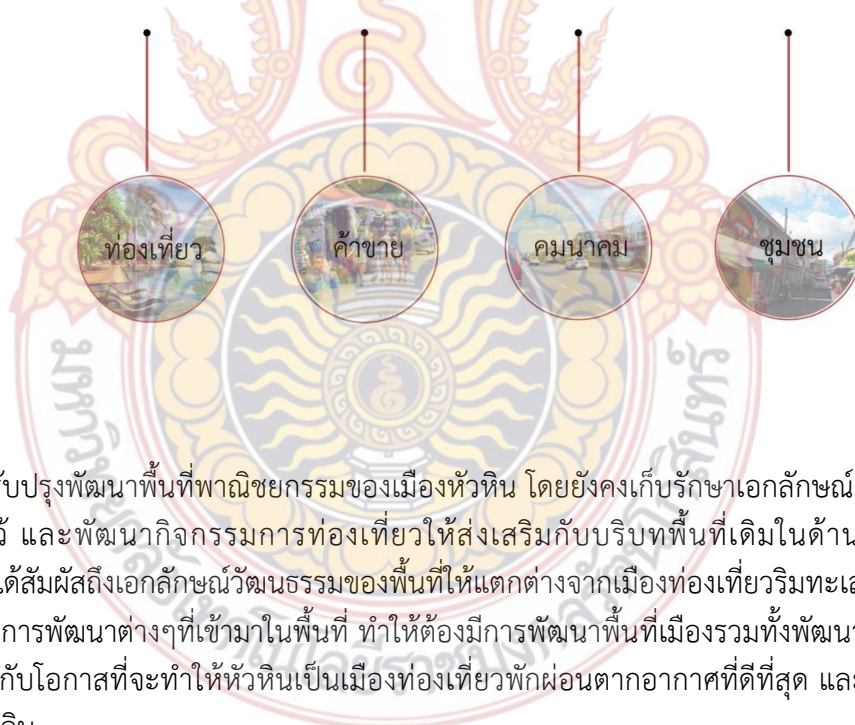 ท่องเที่ยว ค้าขาย คมนาคม ชุมชน
รับปรุงพัฒนาพื้นที่พาณิชยกรรมของเมืองหัวหิน โดยยังคงเก็บรักษาเอกลักษณ์
และพัฒนากิจกรรมการท่องเที่ยวให้ส่งเสริมกับบริบทพื้นที่เดิมในด้าน
ได้สัมผัสถึงเอกลักษณ์วัฒนธรรมของพื้นที่ให้แตกต่างจากเมืองท่องเที่ยวริมทะเล
การพัฒนาต่างๆที่เข้ามาในพื้นที่ ทำให้ต้องมีการพัฒนาพื้นที่เมืองรวมทั้งพัฒนา
กับโอกาสที่จะทำให้หัวหินเป็นเมืองท่องเที่ยวพักผ่อนตากอากาศที่ดีที่สุด และ